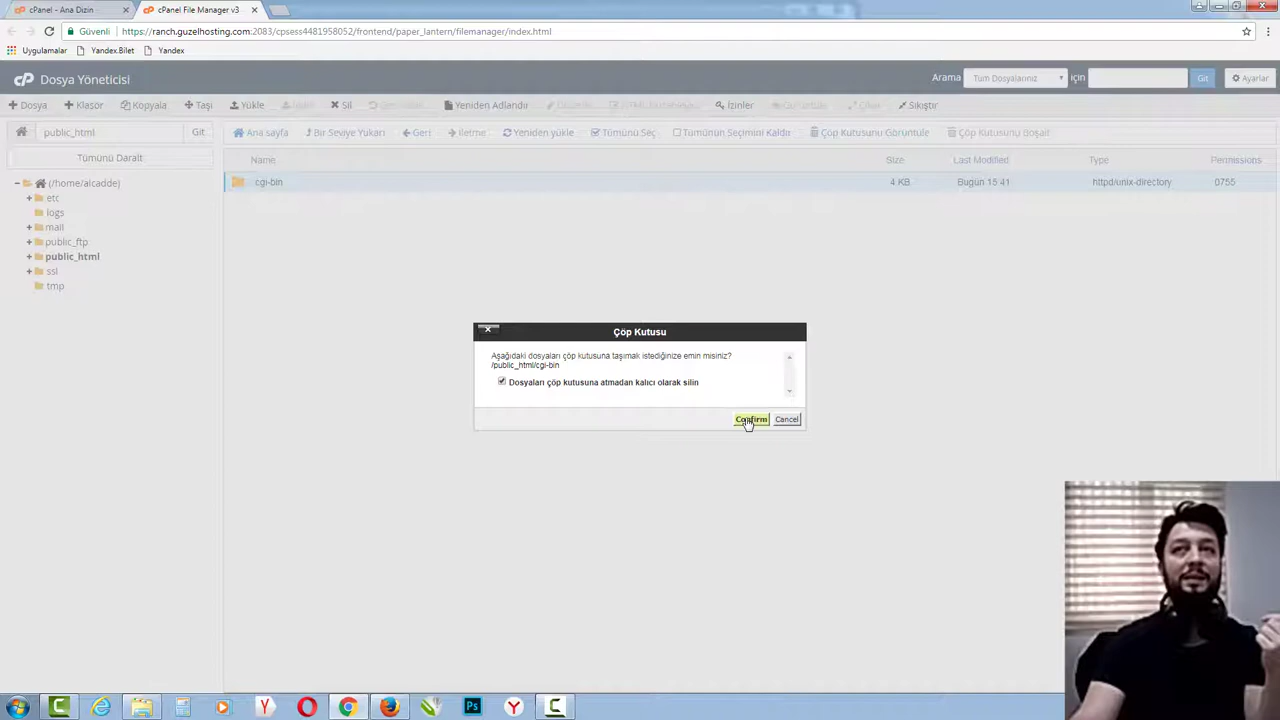 cPanel - Ana Dizin
cPanel File Manager v3
Güvenli
https://ranch.guzelhosting.com:2083/cpsess4481958052/frontend/paper_lantern/filemanager/index.html
Uygulamalar
Yandex.Bilet
Yandex
cP Dosya Yöneticisi
Arama
Tüm Dosyalarınız
için
Git
Ayarlar
Dosya
Klasör
Kopyala
Taşı
Yükle
Sil
Yeniden Adlandır
İzinler
Sıkıştır
public_html
Git
Ana sayfa
Bir Seviye Yukarı
Geri
İletme
Yeniden yükle
Tümünü Seç
Tümünün Seçimini Kaldır
Çöp Kutusunu Görüntüle
Çöp Kutusunu Boşalt
Tümünü Daralt
Name
Size
Last Modified
Type
Permissions
cgi-bin
4 KB
Bugün 15:41
httpd/unix-directory
0755
(/home/alcadde)
etc
logs
mail
public_ftp
public_html
ssl
tmp
Çöp Kutusu
Aşağıdaki dosyaları çöp kutusuna taşımak istediğinize emin misiniz?
/public_html/cgi-bin
Dosyaları çöp kutusuna atmadan kalıcı olarak silin
Confirm
Cancel
Ps